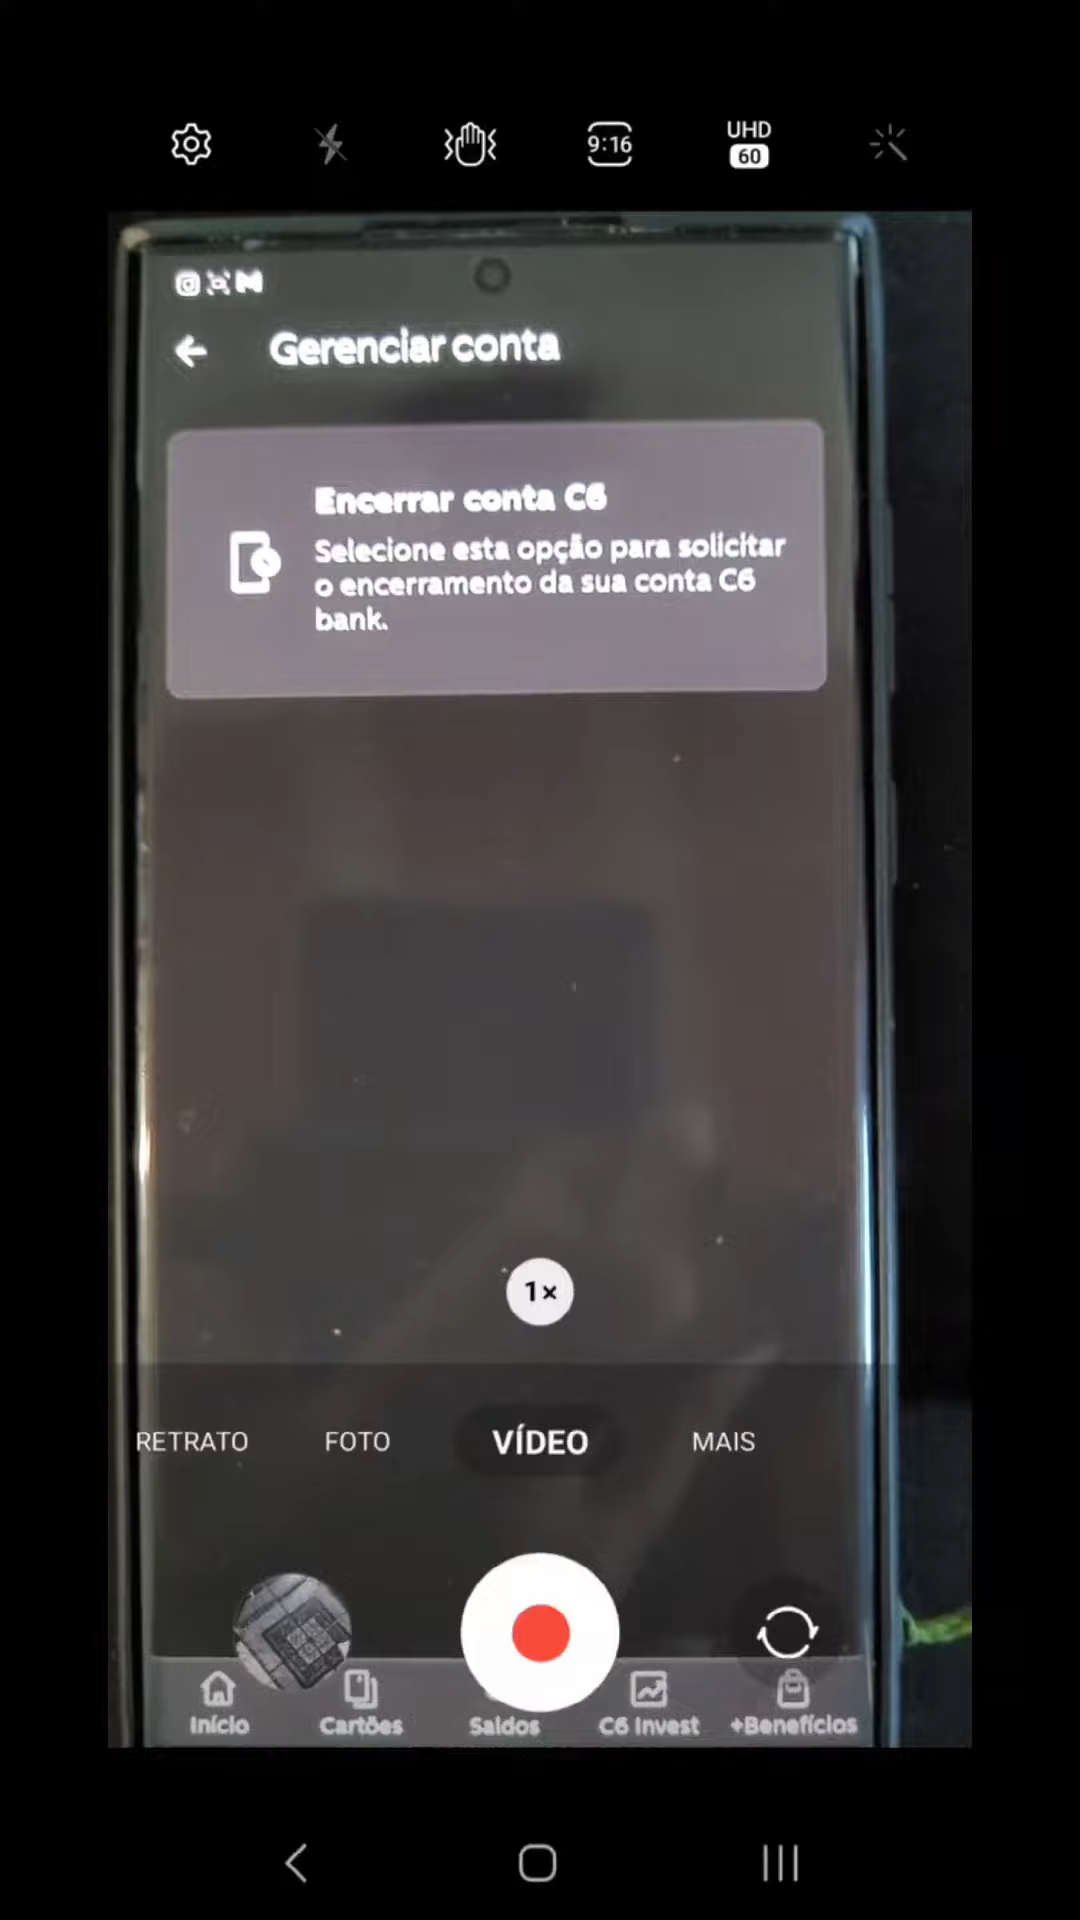 9:16
UHD
60
Gerenciar conta
Encerrar conta C6
Selecione esta opção para solicitar
o encerramento da sua conta C6
bank.
1×
RETRATO FOTO VÍDEO MAIS
Início Cartões Saldos C6 Invest +Benefícios